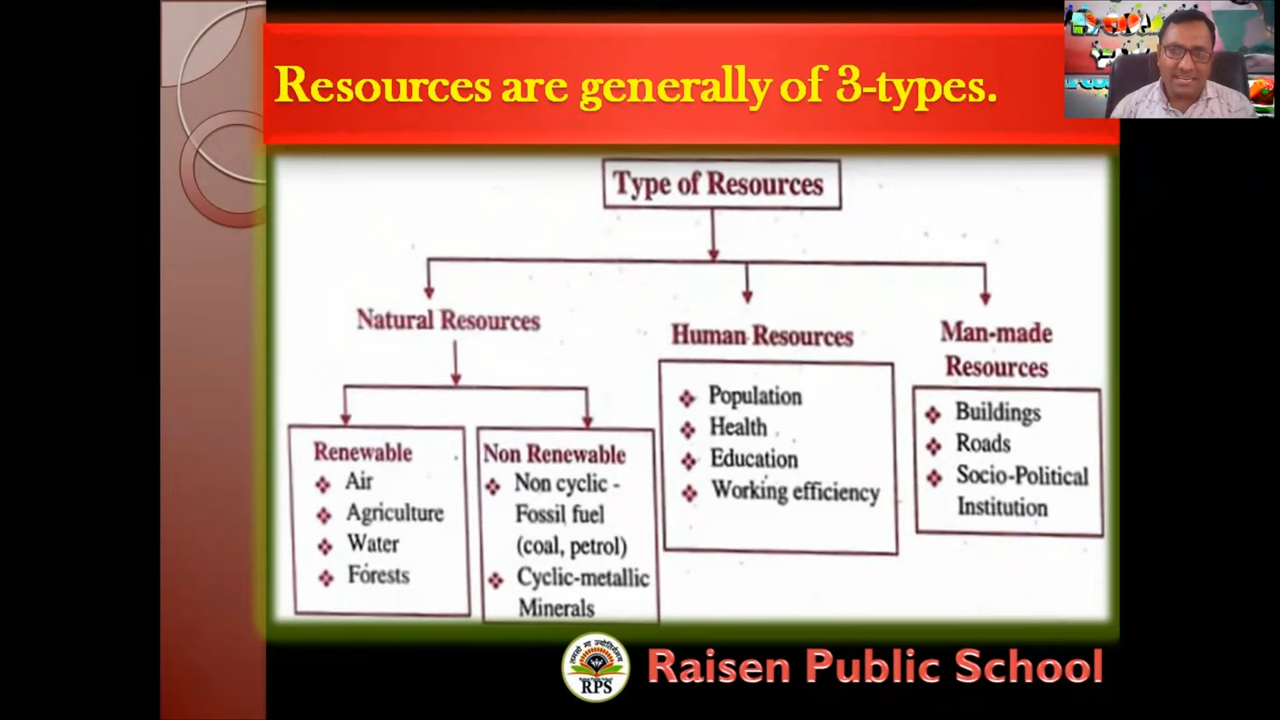 Resources are generally of 3-types.
Type of Resources
Natural Resources
Human Resources
Man-made
Resources
Renewable
Air
Agriculture
Water
Forests
Non Renewable
Non cyclic -
Fossil fuel
(coal, petrol)
Cyclic-metallic
Minerals
Population
Health
Education
Working efficiency
Buildings
Roads
Socio-Political
Institution
तमसो मा ज्योतिर्गमय
RPS
Raisen Public School